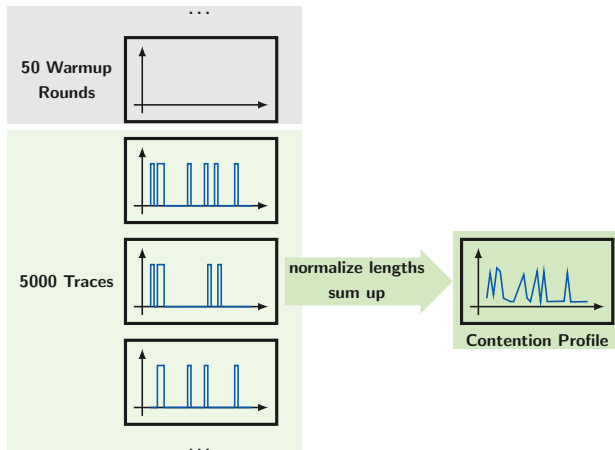 ...
50 Warmup
Rounds
5000 Traces
normalize lengths
sum up
Contention Profile
...